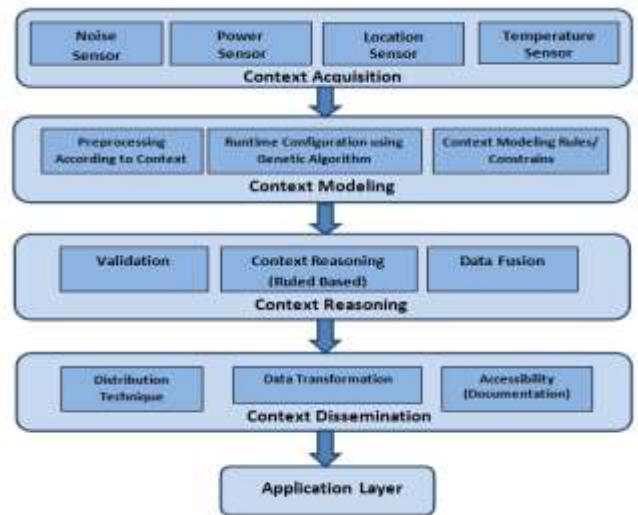 Noise
Sensor
Power
Sensor
Location
Sensor
Temperature
Sensor
Context Acquisition
Preprocessing
According to Context
Runtime Configuration using
Genetic Algorithm
Context Modeling Rules/
Constrains
Context Modeling
Validation
Context Reasoning
(Ruled Based)
Data Fusion
Context Reasoning
Distribution
Technique
Data Transformation
Accessibility
(Documentation)
Context Dissemination
Application Layer